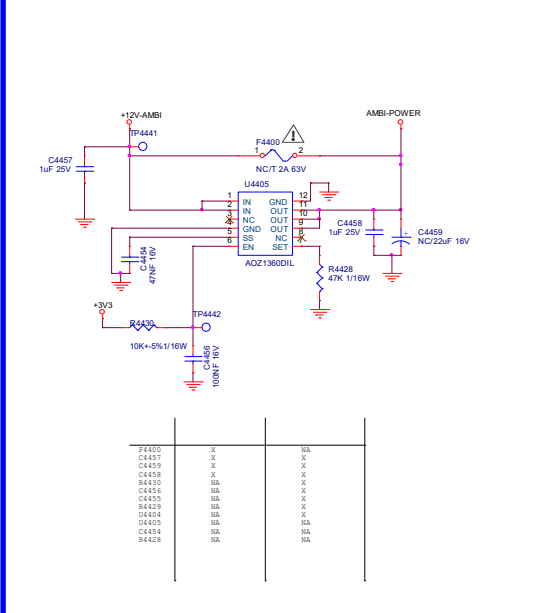 +12V-AMBI
AMBI-POWER
TP4441
F4400
1 2
C4457
1uF 25V
NC/T 2A 63V
U4405
1 IN GND 12
2 IN OUT 11
3 NC OUT 10
4 GND OUT 9
5 SS NC 8
6 EN SET 7
AOZ1360DIL
C4458
1uF 25V
C4459
NC/22uF 16V
+
C4454
47NF 16V
R4428
47K 1/16W
+3V3
TP4442
R4430
10K+-5%1/16W
C4456
100NF 16V
F4400 X NA
C4457 X X
C4459 X X
C4458 X X
R4430 NA X
C4456 NA X
C4455 NA X
R4429 NA X
U4404 NA X
U4405 NA NA
C4454 NA NA
R4428 NA NA